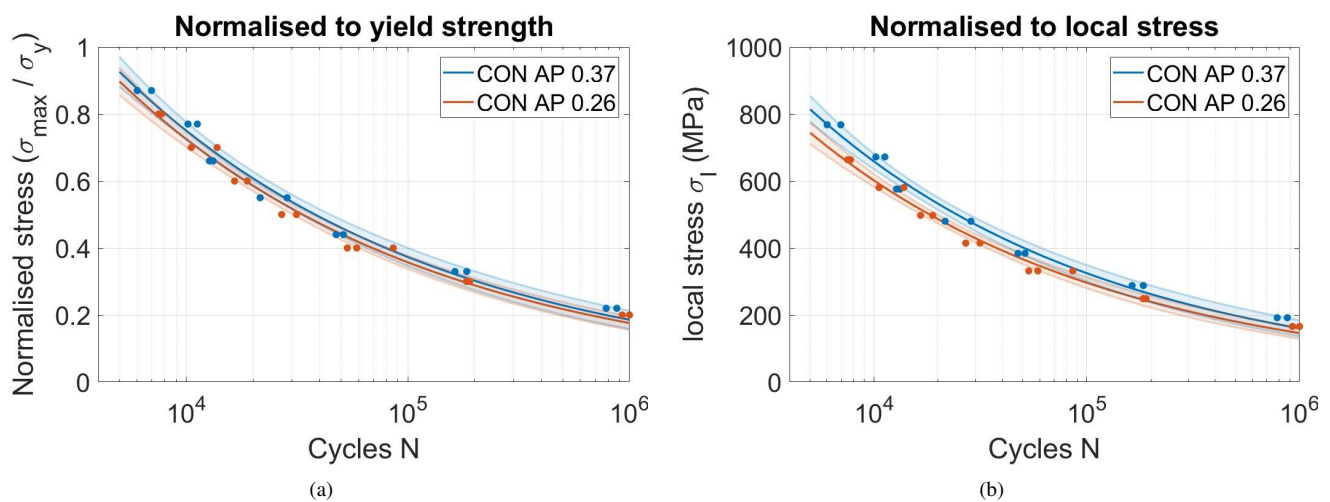 Normalised to yield strength
Normalised stress (σmax / σy)
1
0.8
0.6
0.4
0.2
0
CON AP 0.37
CON AP 0.26
10^4
10^5
10^6
Cycles N
(a)
Normalised to local stress
local stress σl (MPa)
1000
800
600
400
200
0
CON AP 0.37
CON AP 0.26
10^4
10^5
10^6
Cycles N
(b)